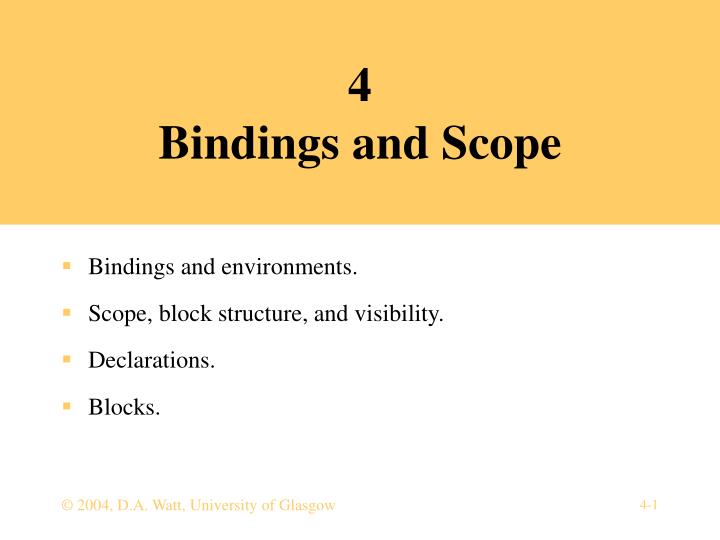 4
Bindings and Scope
▪ Bindings and environments.
▪ Scope, block structure, and visibility.
▪ Declarations.
▪ Blocks.
© 2004, D.A. Watt, University of Glasgow
4-1